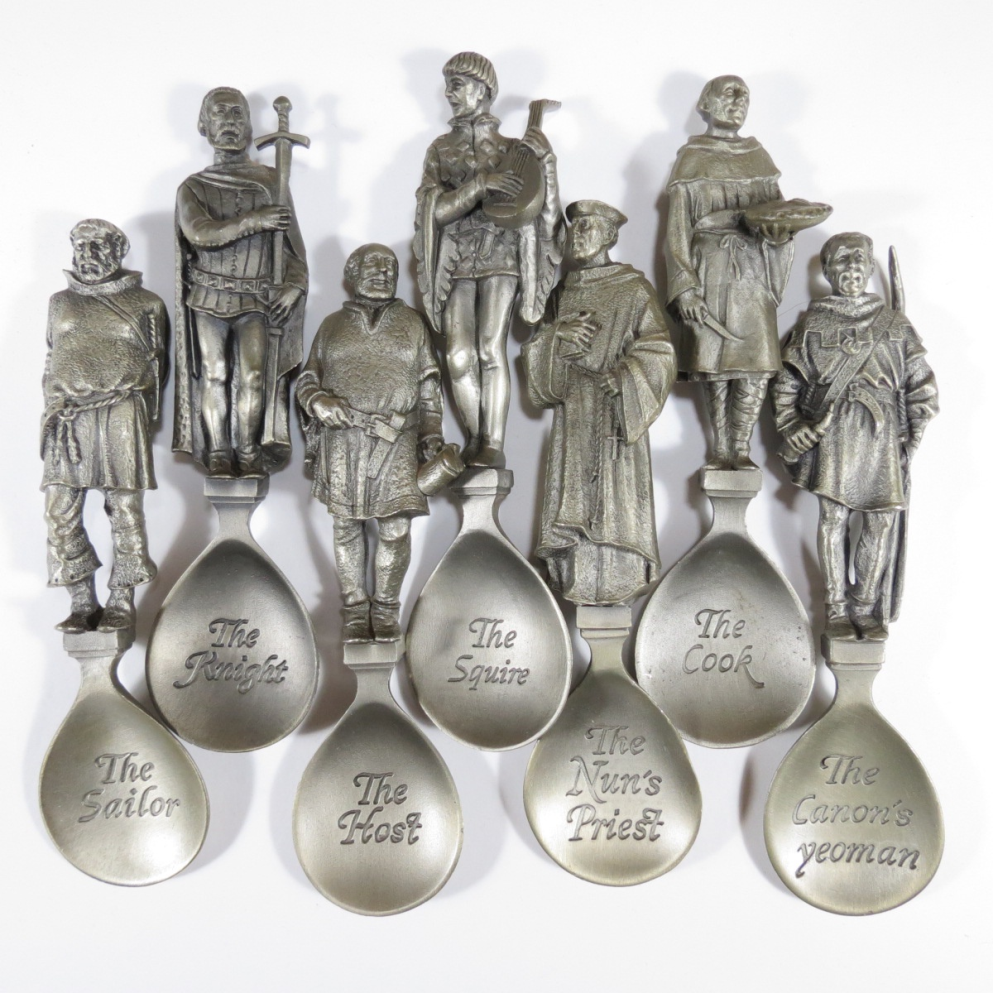 The
Sailor
The
Knight
The
Host
The
Squire
The
Nun's
Priest
The
Cook
The
Canon's
yeoman